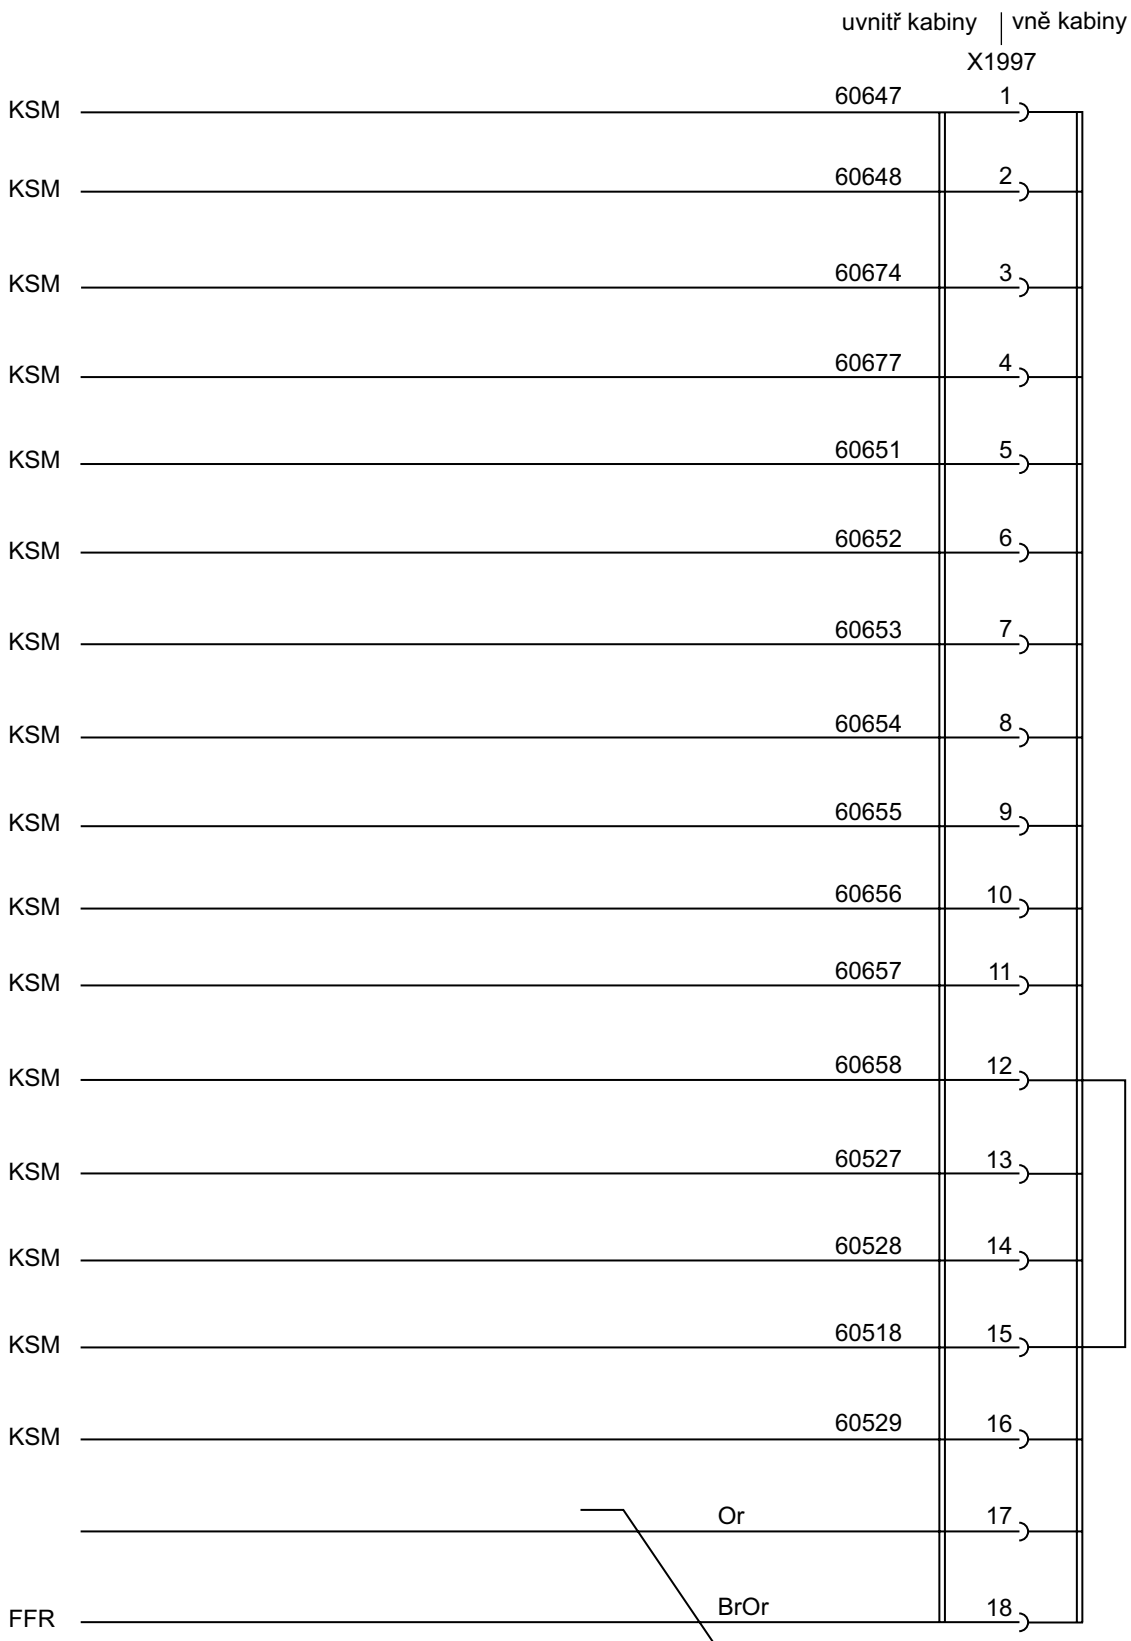 uvnitř kabiny vně kabiny
X1997
KSM 60647 1
KSM 60648 2
KSM 60674 3
KSM 60677 4
KSM 60651 5
KSM 60652 6
KSM 60653 7
KSM 60654 8
KSM 60655 9
KSM 60656 10
KSM 60657 11
KSM 60658 12
KSM 60527 13
KSM 60528 14
KSM 60518 15
KSM 60529 16
Or 17
FFR BrOr 18